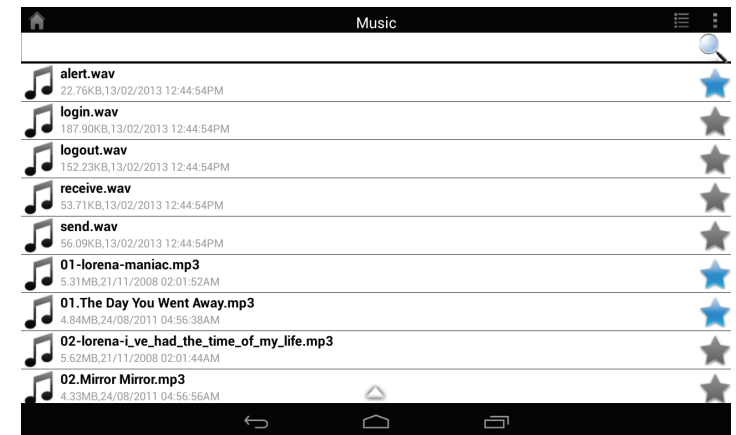 Music
alert.wav
22.76KB,13/02/2013 12:44:54PM
login.wav
187.90KB,13/02/2013 12:44:54PM
logout.wav
152.23KB,13/02/2013 12:44:54PM
receive.wav
53.71KB,13/02/2013 12:44:54PM
send.wav
56.09KB,13/02/2013 12:44:54PM
01-lorena-maniac.mp3
5.31MB,21/11/2008 02:01:52AM
01.The Day You Went Away.mp3
4.84MB,24/08/2011 04:56:38AM
02-lorena-i_ve_had_the_time_of_my_life.mp3
5.62MB,21/11/2008 02:01:44AM
02.Mirror Mirror.mp3
4.33MB,24/08/2011 04:56:56AM